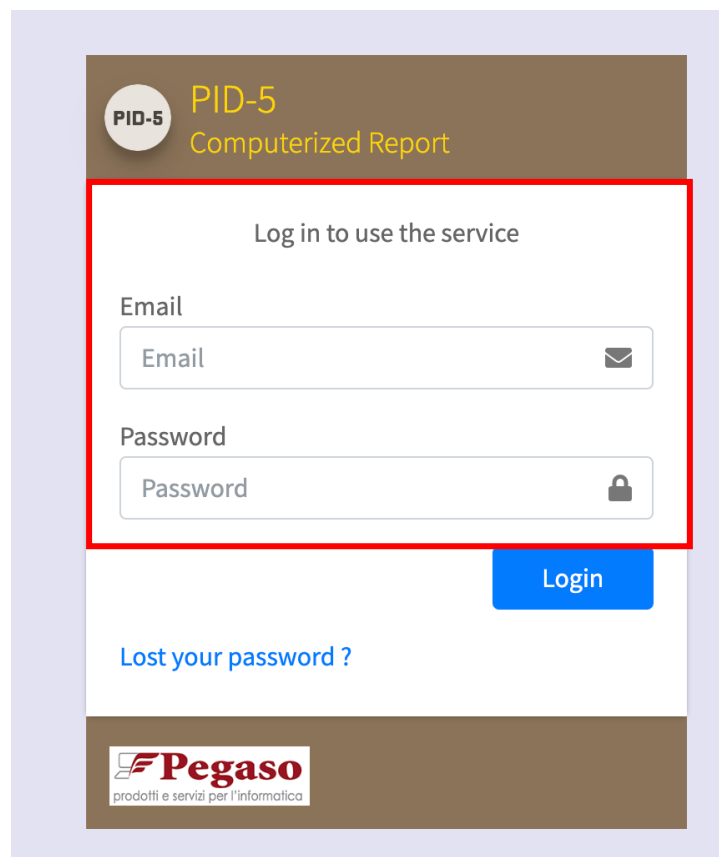 PID-5
PID-5
Computerized Report
Log in to use the service
Email
Email
Password
Password
Login
Lost your password ?
Pegaso
prodotti e servizi per l'informatica